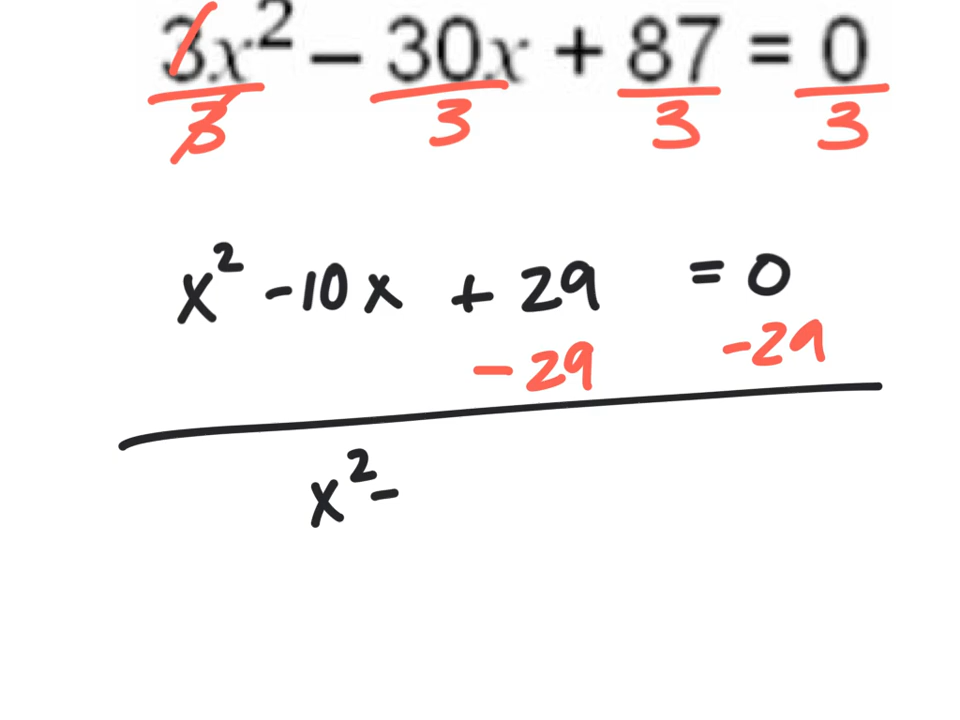 3x² − 30x + 87 = 0
3 3 3 3
x² - 10x + 29 = 0
- 29 - 29
x² -